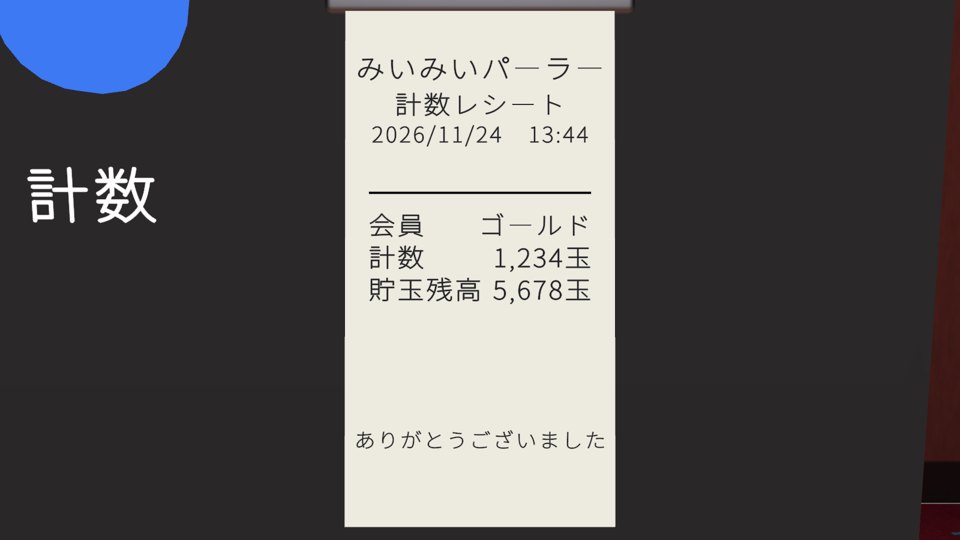 計数
みいみいパーラー
計数レシート
2026/11/24 13:44
会員 ゴールド
計数 1,234玉
貯玉残高 5,678玉
ありがとうございました